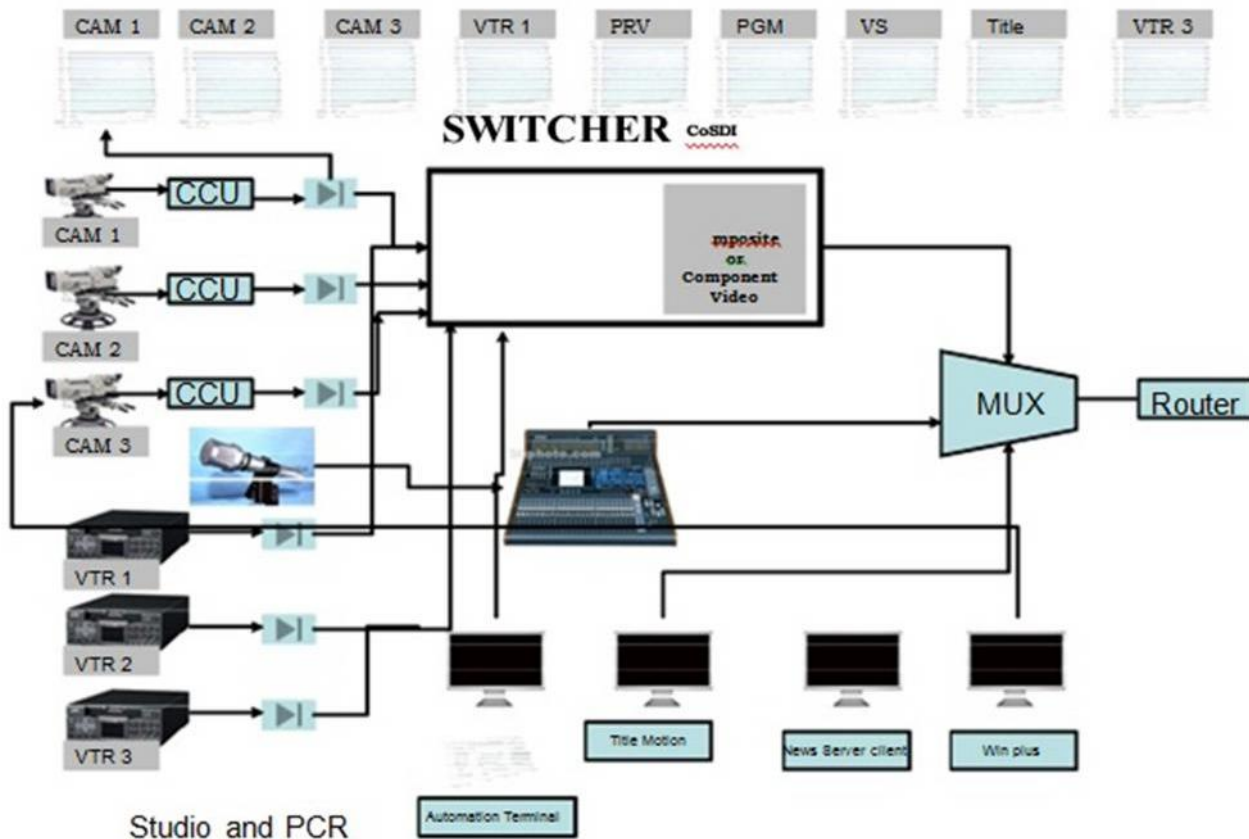 CAM 1
CAM 2
CAM 3
VTR 1
PRV
PGM
VS
Title
VTR 3
SWITCHER CoSDI
CCU
CAM 1
mposite
or
Component
Video
CCU
CAM 2
CCU
CAM 3
MUX
Router
VTR 1
VTR 2
VTR 3
Title Motion
News Server client
Win plus
Automation Terminal
Studio and PCR